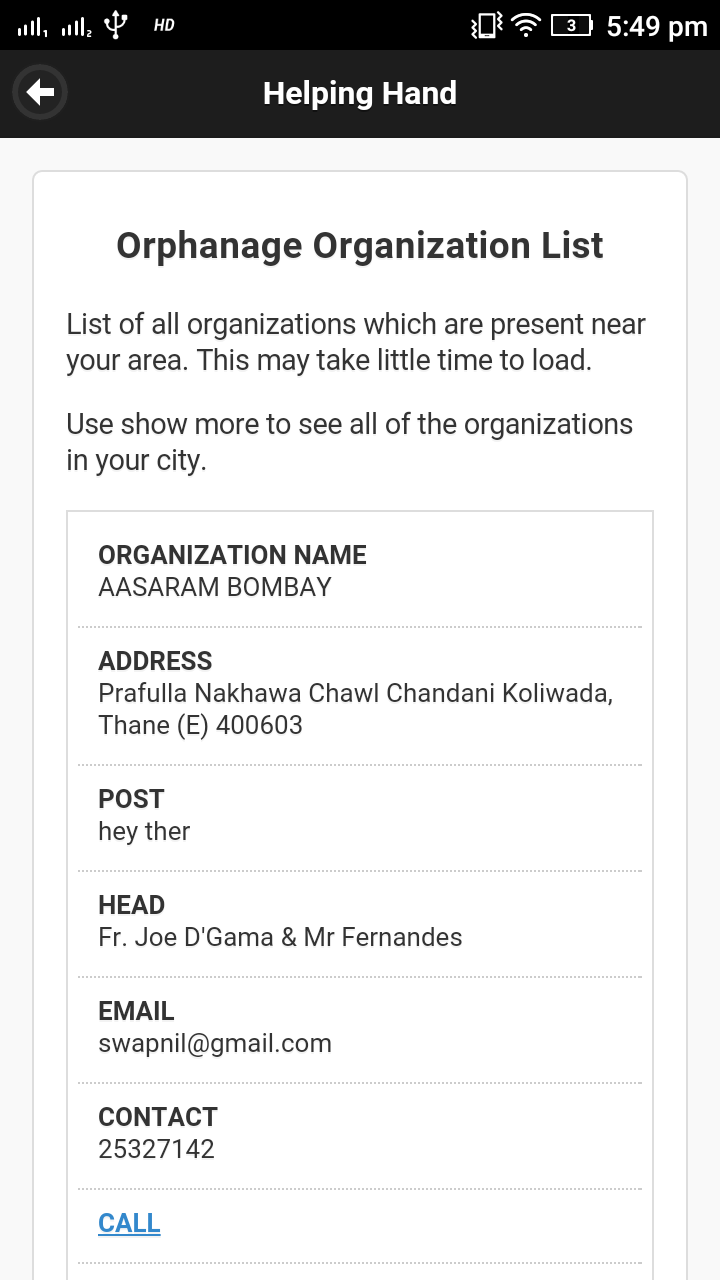 HD
3
5:49 pm
Helping Hand
Orphanage Organization List
List of all organizations which are present near
your area. This may take little time to load.
Use show more to see all of the organizations
in your city.
ORGANIZATION NAME
AASARAM BOMBAY
ADDRESS
Prafulla Nakhawa Chawl Chandani Koliwada,
Thane (E) 400603
POST
hey ther
HEAD
Fr. Joe D'Gama & Mr Fernandes
EMAIL
swapnil@gmail.com
CONTACT
25327142
CALL